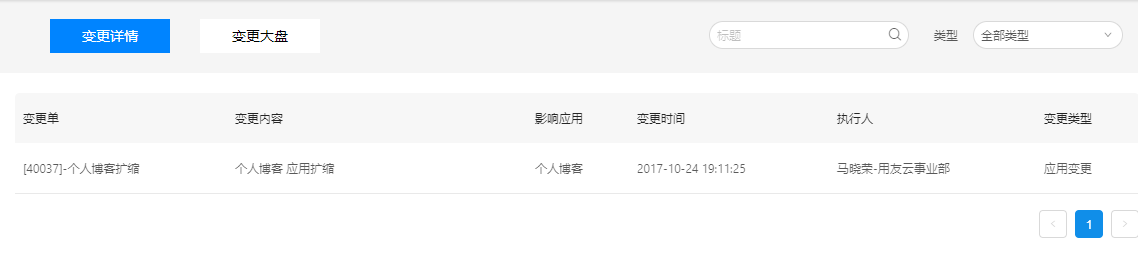 变更详情 变更大盘 标题 类型 全部类型
变更单 变更内容 影响应用 变更时间 执行人 变更类型
[40037]-个人博客扩缩 个人博客 应用扩缩 个人博客 2017-10-24 19:11:25 马晓荣-用友云事业部 应用变更
1